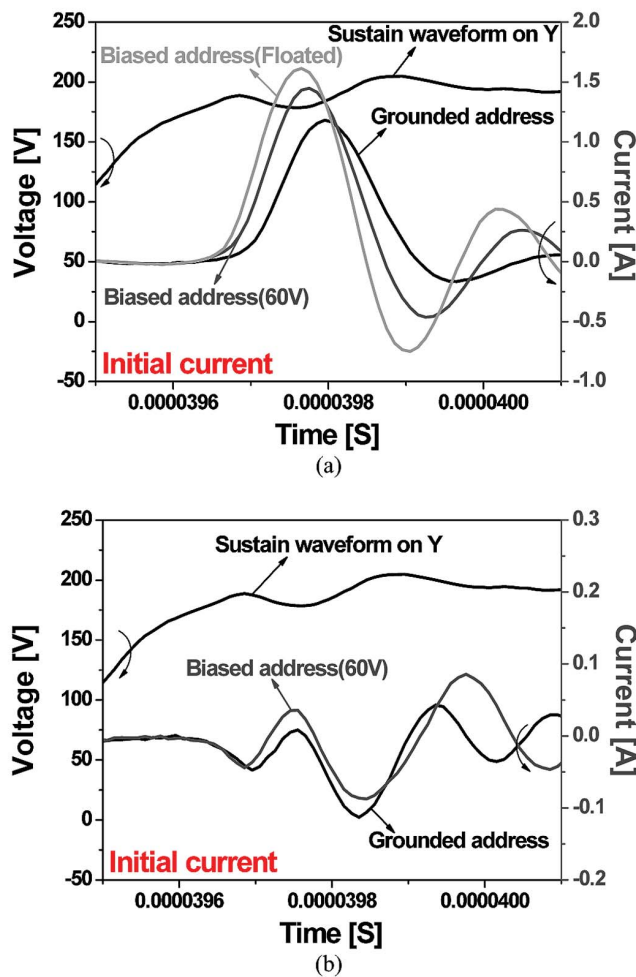 250
200
150
100
50
0
-50
Voltage [V]
Biased address(Floated)
Sustain waveform on Y
Grounded address
Biased address(60V)
Initial current
2.0
1.5
1.0
0.5
0.0
-0.5
-1.0
Current [A]
0.0000396
0.0000398
0.0000400
Time [S]
(a)
250
200
150
100
50
0
-50
Voltage [V]
Sustain waveform on Y
Biased address(60V)
Grounded address
Initial current
0.3
0.2
0.1
0.0
-0.1
-0.2
Current [A]
0.0000396
0.0000398
0.0000400
Time [S]
(b)